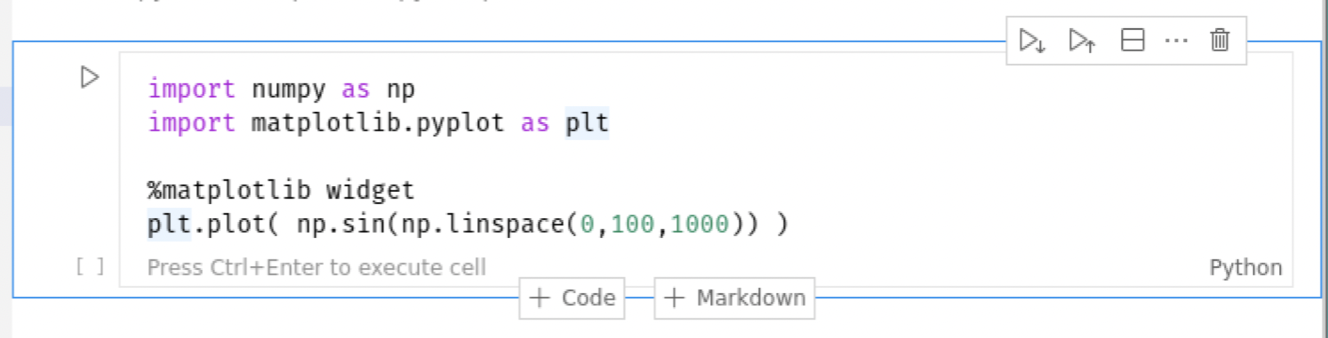 import numpy as np
import matplotlib.pyplot as plt
%matplotlib widget
plt.plot( np.sin(np.linspace(0,100,1000)) )
[ ] Press Ctrl+Enter to execute cell Python
+ Code + Markdown